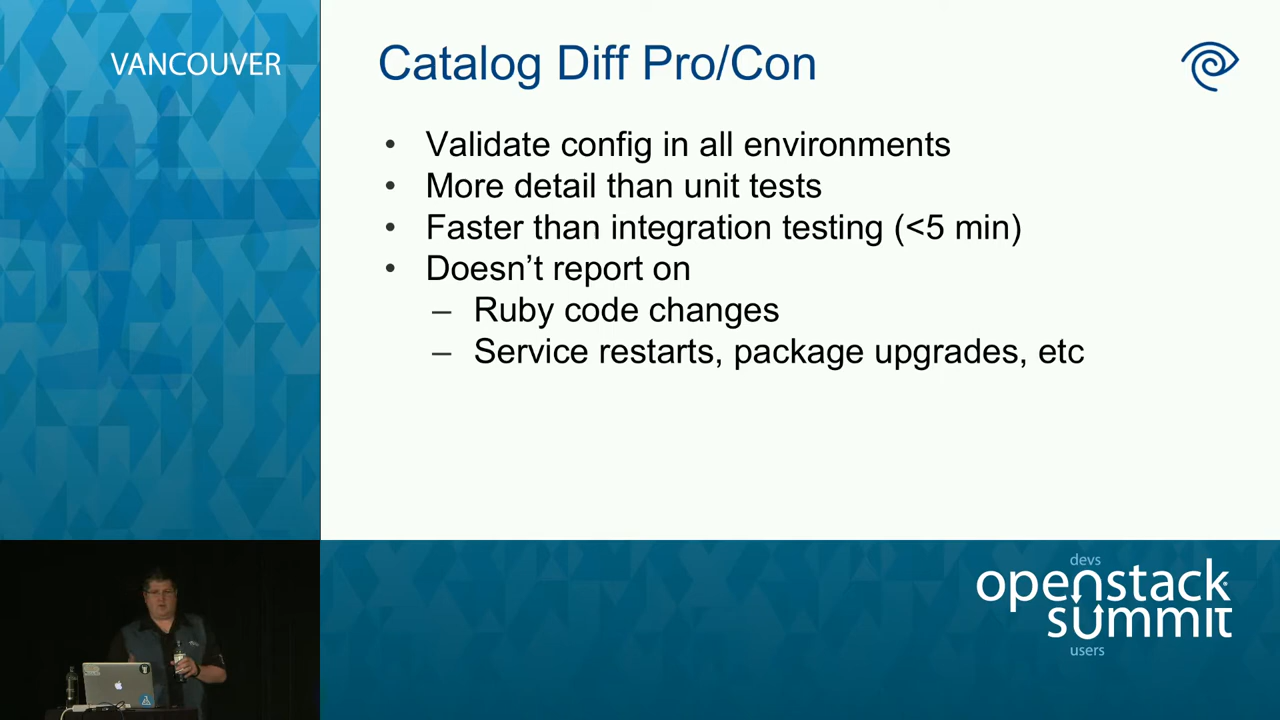 VANCOUVER
Catalog Diff Pro/Con
• Validate config in all environments
• More detail than unit tests
• Faster than integration testing (<5 min)
• Doesn’t report on
– Ruby code changes
– Service restarts, package upgrades, etc
devs
openstack
summit
users